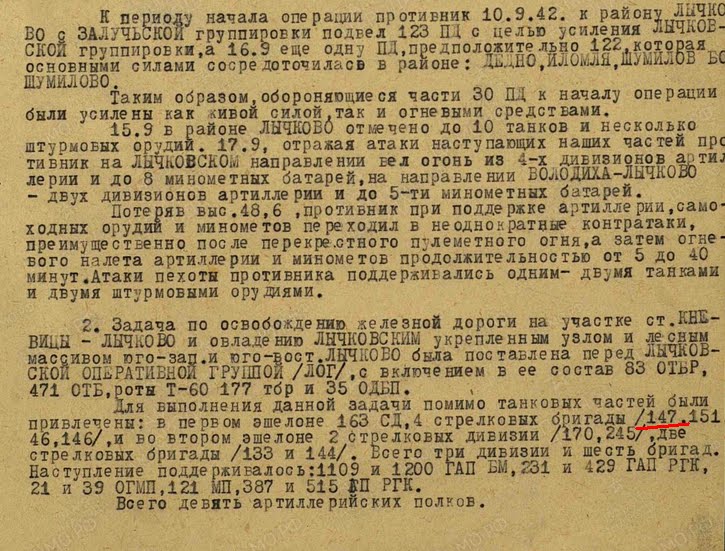 К периоду начала операции противник 10.9.42. к району ЛЫЧКО
ВО с ЗАЛУЧЬСКОЙ группировки подвел 123 ПД с целью усиления ЛЫЧКОВ-
СКОЙ группировки,а 16.9 еще одну ПД,предположительно 122,которая
основными силами сосредоточилась в районе: ДЕДНО,ИЛОМЛЯ,ШУМИЛОВ БО
ШУМИЛОВО.
Таким образом,обороняющиеся части 30 ПД к началу операции
были усилены как живой силой,так и огневыми средствами.
15.9 в районе ЛЫЧКОВО отмечено до 10 танков и несколько
штурмовых орудий. 17.9, отражая атаки наступающих наших частей про
тивник на ЛЫЧКОВСКОМ направлении вел огонь из 4-х дивизионов артил
лерии и до 8 минометных батарей,на направлении ВОЛОДИХА-ЛЫЧКОВО
- двух дивизионов артиллерии и до 5-ти минометных батарей.
Потеряв выс.48,6 ,противник при поддержке артиллерии,само-
ходных орудий и минометов переходил в неоднократные контратаки,
преимущественно после перекрестного пулеметного огня,а затем огне-
вого налета артиллерии и минометов продолжительностью от 5 до 40
минут.Атаки пехоты противника поддерживались одним- двумя танками
и двумя штурмовыми орудиями.
2. Задача по освобождению железной дороги на участке ст.КНЕ-
ВИЦЫ - ЛЫЧКОВО и овладению ЛЫЧКОВСКИМ укрепленным узлом и лесным
массивом юго-зап.и юго-вост.ЛЫЧКОВО была поставлена перед ЛЫЧКОВ-
СКОЙ ОПЕРАТИВНОЙ ГРУППОЙ /ЛОГ/,с включением в ее состав 83 ОТБР,
471 ОТБ,роты Т-60 177 тбр и 35 ОДБП.
Для выполнения данной задачи помимо танковых частей были
привлечены: в первом эшелоне 163 СД,4 стрелковых бригады /147.151
46,146/,и во втором эшелоне 2 стрелковых дивизии /170,245/,две
стрелковых бригады /133 и 144/. Всего три дивизии и шесть бригад.
Наступление поддерживалось:1109 и 1200 ГАП БМ,231 и 429 ГАП РГК,
21 и 39 ОГМП,121 МП,387 и 515 РГК.
Всего девять артиллерийских полков.